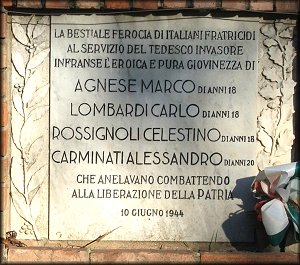 LA BESTIALE FEROCIA DI ITALIANI FRATRICIDI
AL SERVIZIO DEL TEDESCO INVASORE
INFRANSE L'EROICA E PURA GIOVINEZZA DI
AGNESE MARCO DI ANNI 18
LOMBARDI CARLO DI ANNI 18
ROSSIGNOLI CELESTINO DI ANNI 18
CARMINATI ALESSANDRO DI ANNI 20
CHE ANELAVANO COMBATTENDO
ALLA LIBERAZIONE DELLA PATRIA
10 GIUGNO 1944